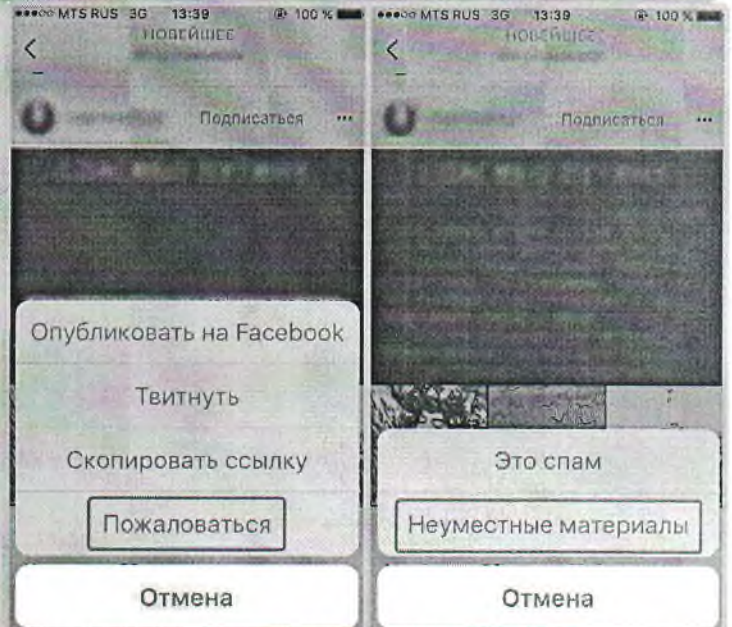 MTS RUS 3G 13:39 100 %
НОВЕЙШЕЕ
Подписаться
Опубликовать на Facebook
Твитнуть
Скопировать ссылку
Пожаловаться
Отмена
MTS RUS 3G 13:39 100 %
НОВЕЙШЕЕ
Подписаться
Это спам
Неуместные материалы
Отмена